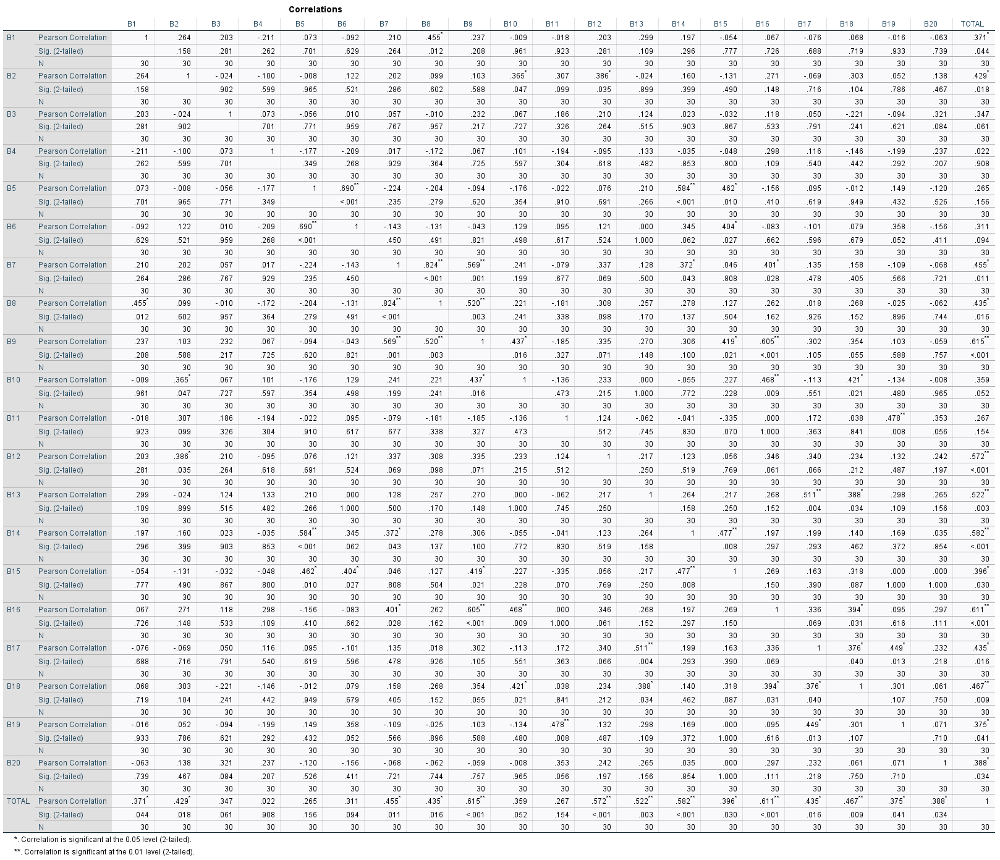 Correlations
B1 B2 B3 B4 B5 B6 B7 B8 B9 B10 B11 B12 B13 B14 B15 B16 B17 B18 B19 B20 TOTAL
B1 Pearson Correlation 1 .264 .203 -.211 .073 -.092 .210 .455* .237 -.009 -.018 .203 .299 .197 -.054 .067 -.076 .068 -.016 -.063 .371*
Sig. (2-tailed) .158 .281 .262 .701 .629 .264 .012 .208 .961 .923 .281 .109 .296 .777 .726 .688 .719 .933 .739 .044
N 30 30 30 30 30 30 30 30 30 30 30 30 30 30 30 30 30 30 30 30 30
B2 Pearson Correlation .264 1 -.024 -.100 -.008 .122 .202 .099 .103 .365* .307 .386* -.024 .160 -.131 .271 -.069 .303 .052 .138 .429*
Sig. (2-tailed) .158 .902 .599 .965 .521 .286 .602 .588 .047 .099 .035 .899 .399 .490 .148 .716 .104 .786 .467 .018
N 30 30 30 30 30 30 30 30 30 30 30 30 30 30 30 30 30 30 30 30 30
B3 Pearson Correlation .203 -.024 1 .073 -.056 .010 .057 -.010 .232 .067 .186 .210 .124 .023 -.032 .118 .050 -.221 -.094 .321 .347
Sig. (2-tailed) .281 .902 .701 .771 .959 .767 .957 .217 .727 .326 .264 .515 .903 .867 .533 .791 .241 .621 .084 .061
N 30 30 30 30 30 30 30 30 30 30 30 30 30 30 30 30 30 30 30 30 30
B4 Pearson Correlation -.211 -.100 .073 1 -.177 -.209 .017 -.172 .067 .101 -.194 -.095 .133 -.035 -.048 .298 .116 -.146 -.199 .237 .022
Sig. (2-tailed) .262 .599 .701 .349 .268 .929 .364 .725 .597 .304 .618 .482 .853 .800 .109 .540 .442 .292 .207 .908
N 30 30 30 30 30 30 30 30 30 30 30 30 30 30 30 30 30 30 30 30 30
B5 Pearson Correlation .073 -.008 -.056 -.177 1 .690** -.224 -.204 -.094 -.176 -.022 .076 .210 .584** .462* -.156 .095 -.012 .149 -.120 .265
Sig. (2-tailed) .701 .965 .771 .349 <.001 .235 .279 .620 .354 .910 .691 .266 <.001 .010 .410 .619 .949 .432 .526 .156
N 30 30 30 30 30 30 30 30 30 30 30 30 30 30 30 30 30 30 30 30 30
B6 Pearson Correlation -.092 .122 .010 -.209 .690** 1 -.143 -.131 -.043 .129 .095 .121 .000 .345 .404* -.083 -.101 .079 .358 -.156 .311
Sig. (2-tailed) .629 .521 .959 .268 <.001 .450 .491 .821 .498 .617 .524 1.000 .062 .027 .662 .596 .679 .052 .411 .094
N 30 30 30 30 30 30 30 30 30 30 30 30 30 30 30 30 30 30 30 30 30
B7 Pearson Correlation .210 .202 .057 .017 -.224 -.143 1 .824** .569** .241 -.079 .337 .128 .372* .046 .401* .135 .158 -.109 -.068 .455*
Sig. (2-tailed) .264 .286 .767 .929 .235 .450 <.001 .001 .199 .677 .069 .500 .043 .808 .028 .478 .405 .566 .721 .011
N 30 30 30 30 30 30 30 30 30 30 30 30 30 30 30 30 30 30 30 30 30
B8 Pearson Correlation .455* .099 -.010 -.172 -.204 -.131 .824** 1 .520** .221 -.181 .308 .257 .278 .127 .262 .018 .268 -.025 -.062 .435*
Sig. (2-tailed) .012 .602 .957 .364 .279 .491 <.001 .003 .241 .338 .098 .170 .137 .504 .162 .926 .152 .896 .744 .016
N 30 30 30 30 30 30 30 30 30 30 30 30 30 30 30 30 30 30 30 30 30
B9 Pearson Correlation .237 .103 .232 .067 -.094 -.043 .569** .520** 1 .437* -.185 .335 .270 .306 .419* .605** .302 .354 .103 -.059 .615**
Sig. (2-tailed) .208 .588 .217 .725 .620 .821 .001 .003 .016 .327 .071 .148 .100 .021 <.001 .105 .055 .588 .757 <.001
N 30 30 30 30 30 30 30 30 30 30 30 30 30 30 30 30 30 30 30 30 30
B10 Pearson Correlation -.009 .365* .067 .101 -.176 .129 .241 .221 .437* 1 -.136 .233 .000 -.055 .227 .468** -.113 .421* -.134 -.008 .359
Sig. (2-tailed) .961 .047 .727 .597 .354 .498 .199 .241 .016 .473 .215 1.000 .772 .228 .009 .551 .021 .480 .965 .052
N 30 30 30 30 30 30 30 30 30 30 30 30 30 30 30 30 30 30 30 30 30
B11 Pearson Correlation -.018 .307 .186 -.194 -.022 .095 -.079 -.181 -.185 -.136 1 .124 -.062 -.041 -.335 .000 .172 .038 .478** .353 .267
Sig. (2-tailed) .923 .099 .326 .304 .910 .617 .677 .338 .327 .473 .512 .745 .830 .070 1.000 .363 .841 .008 .056 .154
N 30 30 30 30 30 30 30 30 30 30 30 30 30 30 30 30 30 30 30 30 30
B12 Pearson Correlation .203 .386* .210 -.095 .076 .121 .337 .308 .335 .233 .124 1 .217 .123 .056 .346 .340 .234 .132 .242 .572**
Sig. (2-tailed) .281 .035 .264 .618 .691 .524 .069 .098 .071 .215 .512 .250 .519 .769 .061 .066 .212 .487 .197 <.001
N 30 30 30 30 30 30 30 30 30 30 30 30 30 30 30 30 30 30 30 30 30
B13 Pearson Correlation .299 -.024 .124 .133 .210 .000 .128 .257 .270 .000 -.062 .217 1 .264 .217 .268 .511** .388* .298 .265 .522**
Sig. (2-tailed) .109 .899 .515 .482 .266 1.000 .500 .170 .148 1.000 .745 .250 .158 .250 .152 .004 .034 .109 .156 .003
N 30 30 30 30 30 30 30 30 30 30 30 30 30 30 30 30 30 30 30 30 30
B14 Pearson Correlation .197 .160 .023 -.035 .584** .345 .372* .278 .306 -.055 -.041 .123 .264 1 .477** .197 .199 .140 .169 .035 .582**
Sig. (2-tailed) .296 .399 .903 .853 <.001 .062 .043 .137 .100 .772 .830 .519 .158 .008 .297 .293 .462 .372 .854 <.001
N 30 30 30 30 30 30 30 30 30 30 30 30 30 30 30 30 30 30 30 30 30
B15 Pearson Correlation -.054 -.131 -.032 -.048 .462* .404* .046 .127 .419* .227 -.335 .056 .217 .477** 1 .269 .163 .318 .000 .000 .396*
Sig. (2-tailed) .777 .490 .867 .800 .010 .027 .808 .504 .021 .228 .070 .769 .250 .008 .150 .390 .087 1.000 1.000 .030
N 30 30 30 30 30 30 30 30 30 30 30 30 30 30 30 30 30 30 30 30 30
B16 Pearson Correlation .067 .271 .118 .298 -.156 -.083 .401* .262 .605** .468** .000 .346 .268 .197 .269 1 .336 .394* .095 .297 .611**
Sig. (2-tailed) .726 .148 .533 .109 .410 .662 .028 .162 <.001 .009 1.000 .061 .152 .297 .150 .069 .031 .616 .111 <.001
N 30 30 30 30 30 30 30 30 30 30 30 30 30 30 30 30 30 30 30 30 30
B17 Pearson Correlation -.076 -.069 .050 .116 .095 -.101 .135 .018 .302 -.113 .172 .340 .511** .199 .163 .336 1 .376* .449* .232 .435*
Sig. (2-tailed) .688 .716 .791 .540 .619 .596 .478 .926 .105 .551 .363 .066 .004 .293 .390 .069 .040 .013 .218 .016
N 30 30 30 30 30 30 30 30 30 30 30 30 30 30 30 30 30 30 30 30 30
B18 Pearson Correlation .068 .303 -.221 -.146 -.012 .079 .158 .268 .354 .421* .038 .234 .388* .140 .318 .394* .376* 1 .301 .061 .467**
Sig. (2-tailed) .719 .104 .241 .442 .949 .679 .405 .152 .055 .021 .841 .212 .034 .462 .087 .031 .040 .107 .750 .009
N 30 30 30 30 30 30 30 30 30 30 30 30 30 30 30 30 30 30 30 30 30
B19 Pearson Correlation -.016 .052 -.094 -.199 .149 .358 -.109 -.025 .103 -.134 .478** .132 .298 .169 .000 .095 .449* .301 1 .071 .375*
Sig. (2-tailed) .933 .786 .621 .292 .432 .052 .566 .896 .588 .480 .008 .487 .109 .372 1.000 .616 .013 .107 .710 .041
N 30 30 30 30 30 30 30 30 30 30 30 30 30 30 30 30 30 30 30 30 30
B20 Pearson Correlation -.063 .138 .321 .237 -.120 -.156 -.068 -.062 -.059 -.008 .353 .242 .265 .035 .000 .297 .232 .061 .071 1 .388*
Sig. (2-tailed) .739 .467 .084 .207 .526 .411 .721 .744 .757 .965 .056 .197 .156 .854 1.000 .111 .218 .750 .710 .034
N 30 30 30 30 30 30 30 30 30 30 30 30 30 30 30 30 30 30 30 30 30
TOTAL Pearson Correlation .371* .429* .347 .022 .265 .311 .455* .435* .615** .359 .267 .572** .522** .582** .396* .611** .435* .467** .375* .388* 1
Sig. (2-tailed) .044 .018 .061 .908 .156 .094 .011 .016 <.001 .052 .154 <.001 .003 <.001 .030 <.001 .016 .009 .041 .034
N 30 30 30 30 30 30 30 30 30 30 30 30 30 30 30 30 30 30 30 30 30
*. Correlation is significant at the 0.05 level (2-tailed).
**. Correlation is significant at the 0.01 level (2-tailed).